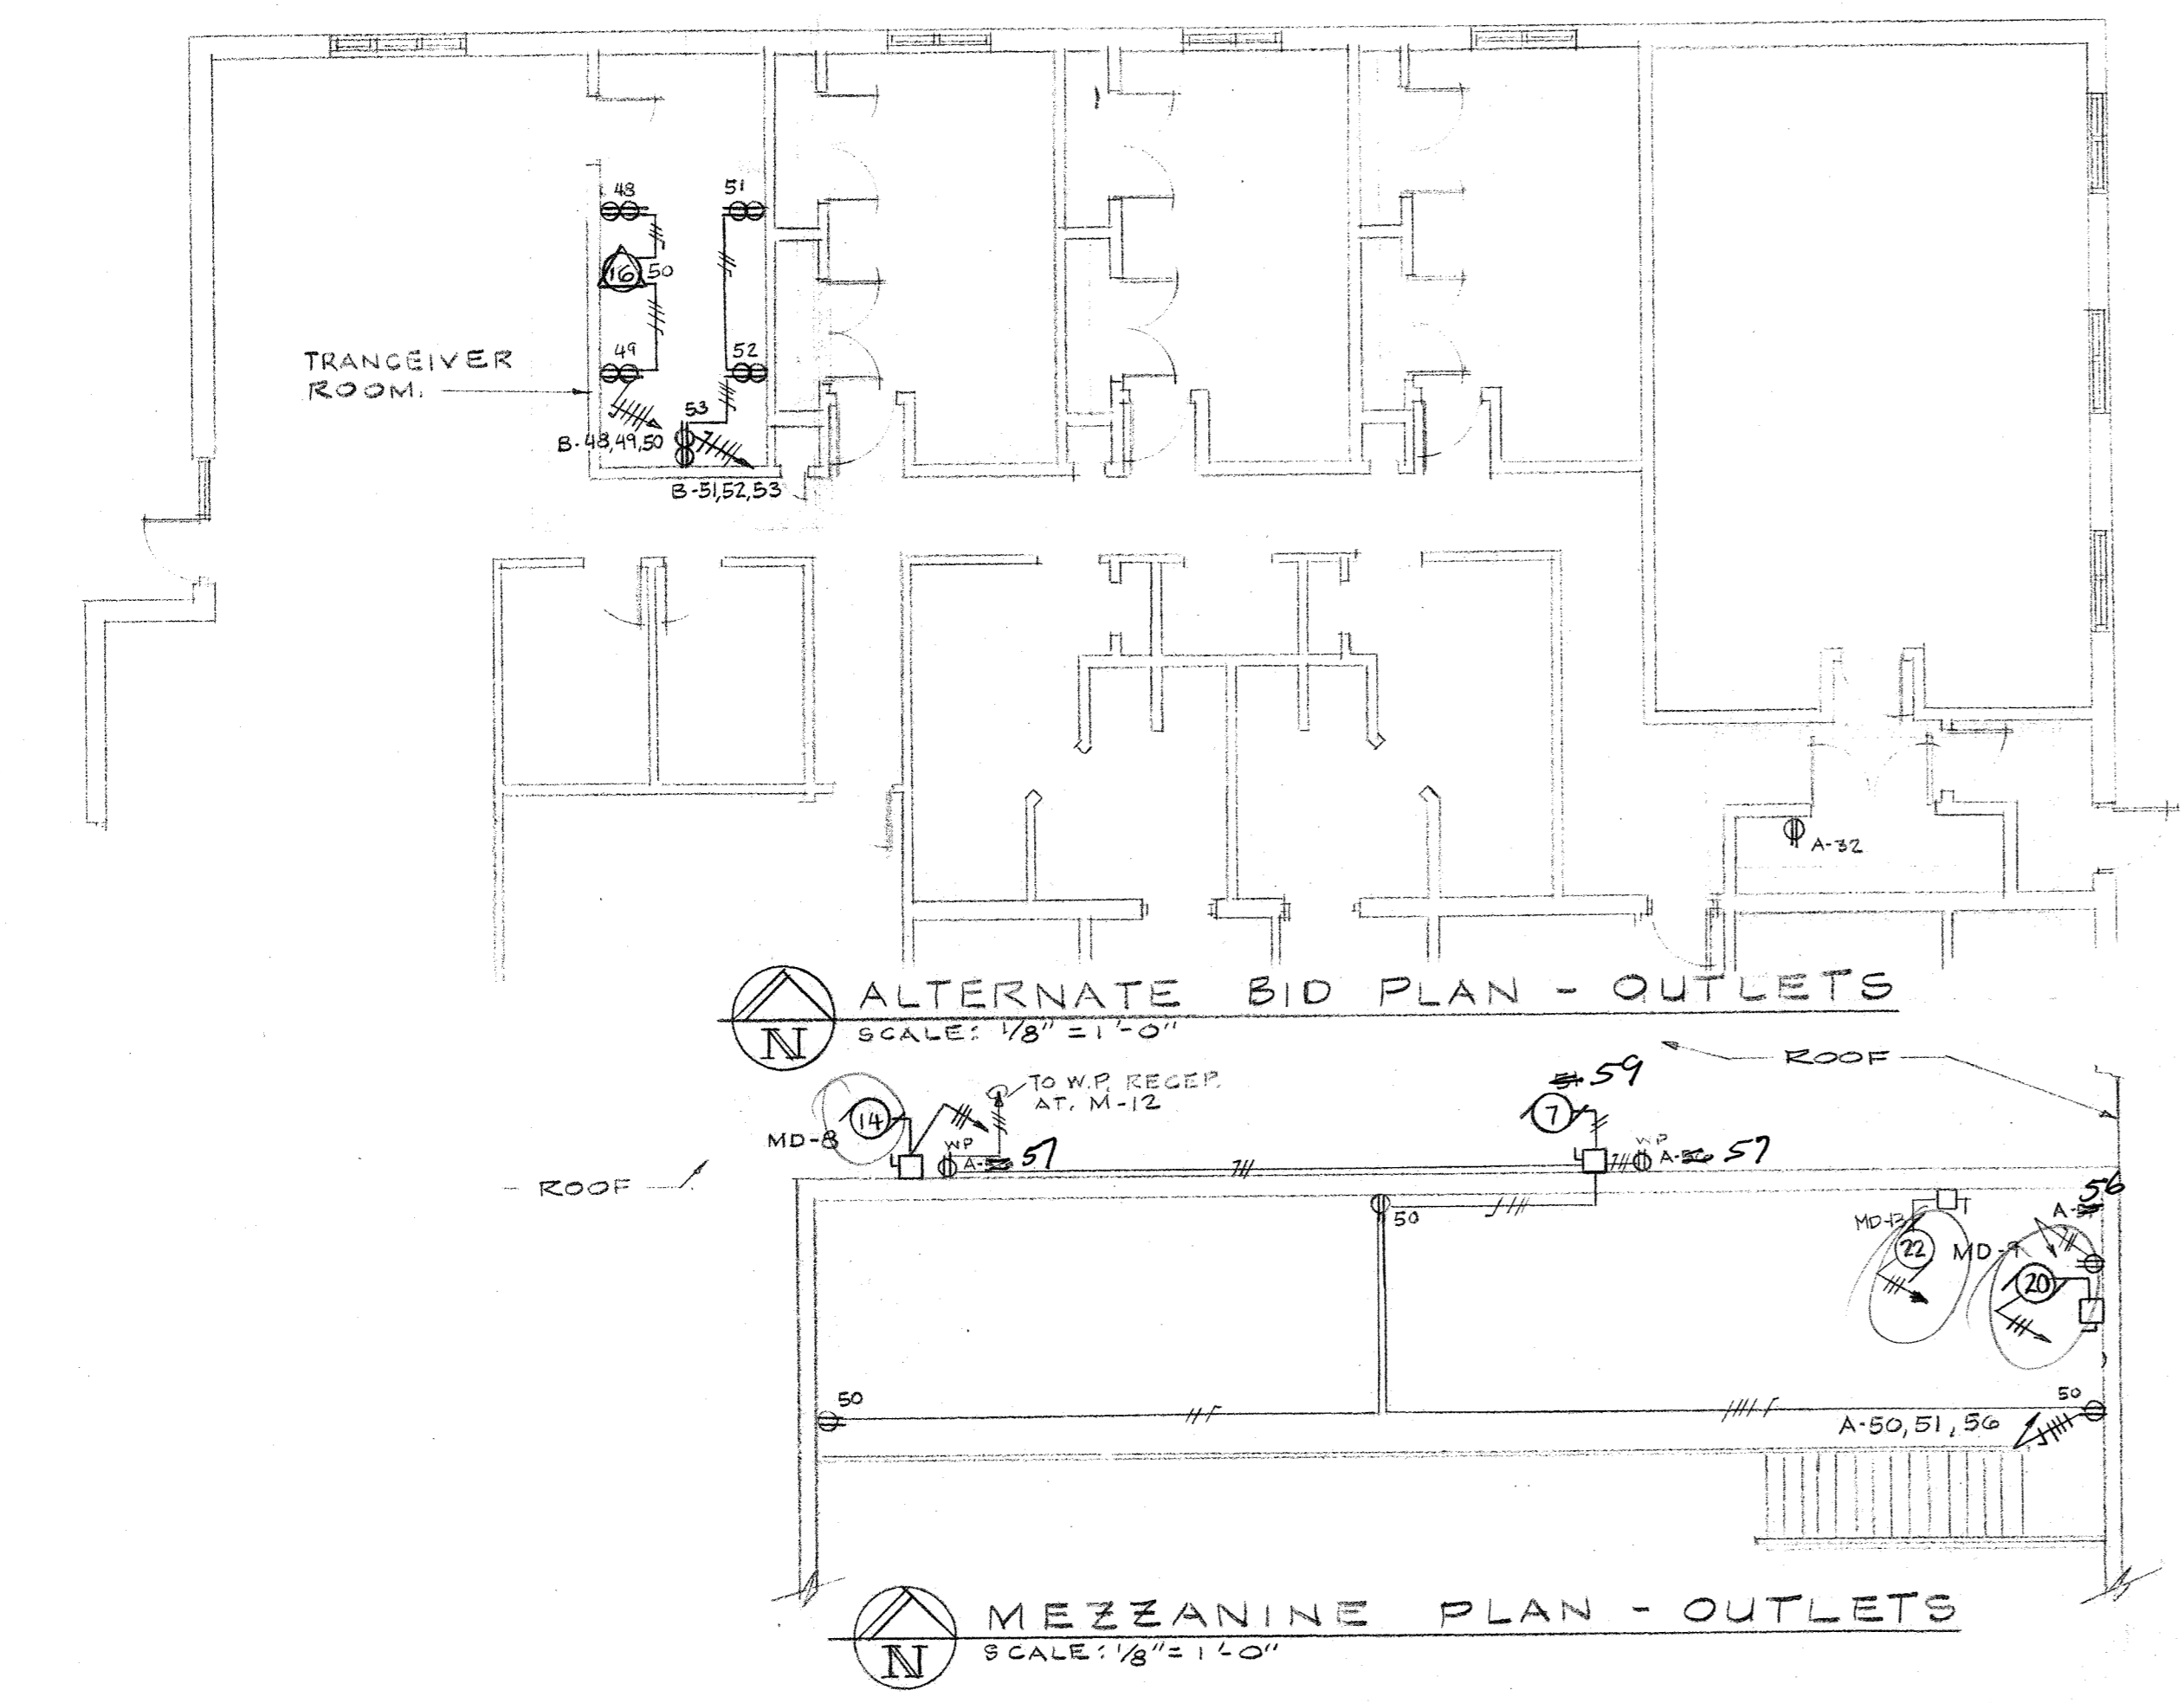 48
51
16
50
49
52
TRANCEIVER
ROOM.
53
B-48,49,50
B-51,52,53
A-32
ALTERNATE BID PLAN - OUTLETS
SCALE: 1/8" = 1'-0"
N
ROOF
TO W.P. RECEP.
AT. M-12
59
14
7
MD-8
WP
A- 57
WP
A-56 57
ROOF
50
56
MD-13
A-
22
MD-9
20
50
50
A-50,51,56
MEZZANINE PLAN - OUTLETS
SCALE: 1/8" = 1'-0"
N